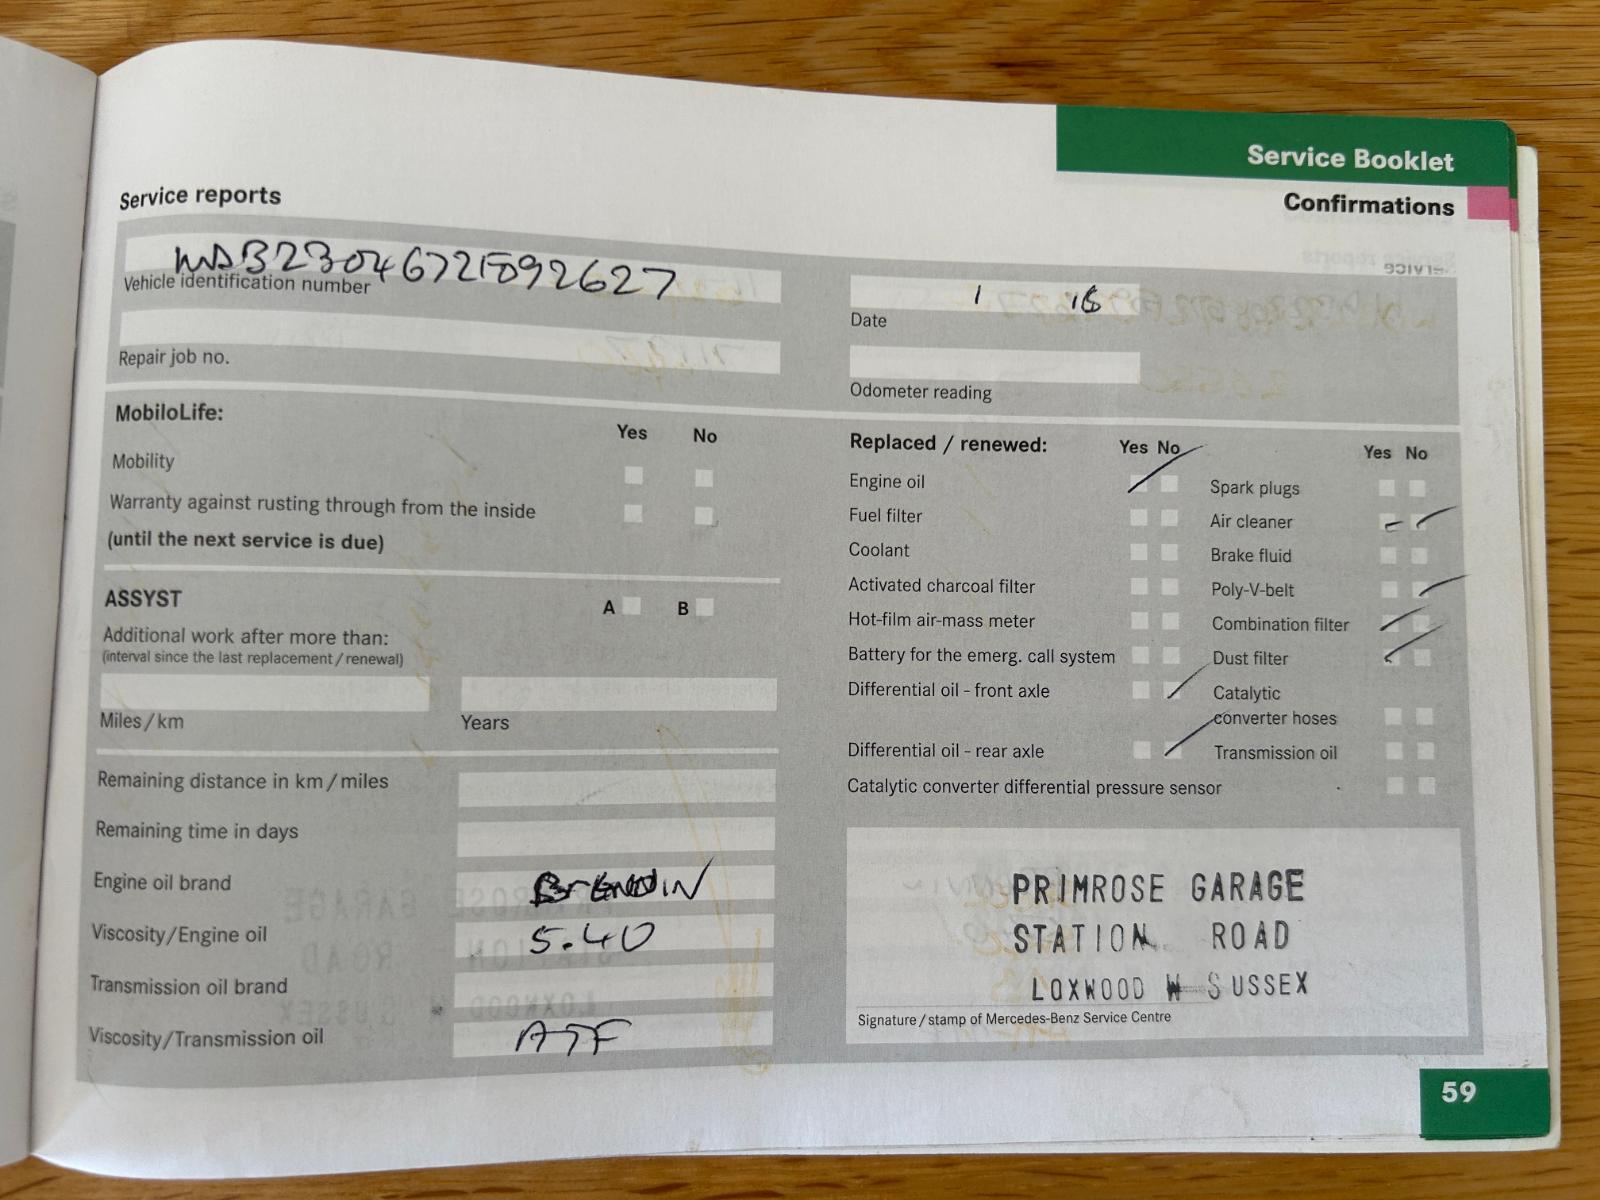 Service Booklet
Confirmations
Service reports
WDB2304672F092627
Vehicle identification number
Repair job no.
1 16
Date
Odometer reading
MobiloLife:
Yes No
Mobility
Warranty against rusting through from the inside
(until the next service is due)
ASSYST
A B
Additional work after more than:
(interval since the last replacement / renewal)
Miles / km
Years
Remaining distance in km / miles
Remaining time in days
Engine oil brand
Viscosity/Engine oil
5.40
Transmission oil brand
Viscosity/Transmission oil
ATF
Replaced / renewed:
Yes No
Engine oil
Fuel filter
Coolant
Activated charcoal filter
Hot-film air-mass meter
Battery for the emerg. call system
Differential oil - front axle
Differential oil - rear axle
Catalytic converter differential pressure sensor
Yes No
Spark plugs
Air cleaner
Brake fluid
Poly-V-belt
Combination filter
Dust filter
Catalytic
converter hoses
Transmission oil
PRIMROSE GARAGE
STATION ROAD
LOXWOOD W SUSSEX
Signature / stamp of Mercedes-Benz Service Centre
59